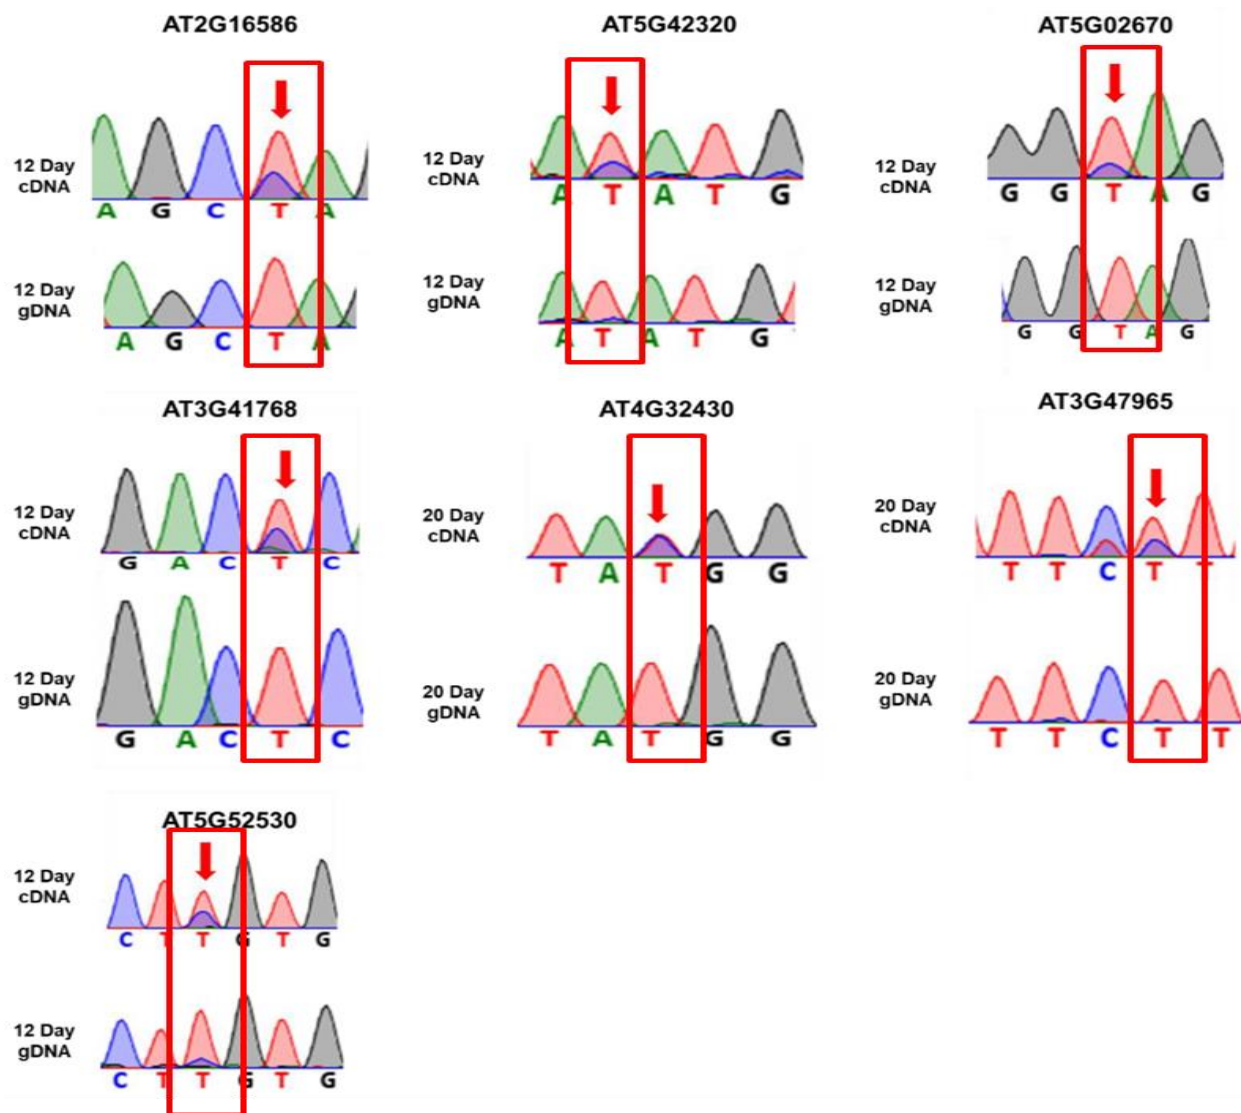 AT2G16586
12 Day
cDNA
A G C T A
12 Day
gDNA
A G C T A
AT5G42320
12 Day
cDNA
A T A T G
12 Day
gDNA
A T A T G
AT5G02670
12 Day
cDNA
G G T A G
12 Day
gDNA
G G T A G
AT3G41768
12 Day
cDNA
G A C T C
12 Day
gDNA
G A C T C
AT4G32430
20 Day
cDNA
T A T G G
20 Day
gDNA
T A T G G
AT3G47965
20 Day
cDNA
T T C T T
20 Day
gDNA
T T C T T
AT5G52530
12 Day
cDNA
C T T G T G
12 Day
gDNA
C T T G T G